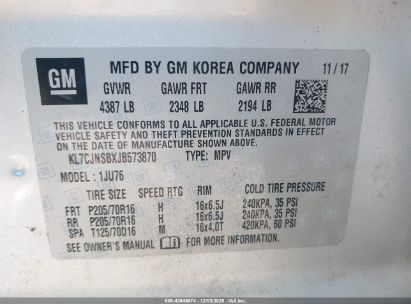 GM
MFD BY GM KOREA COMPANY 11/17
GVWR GAWR FRT GAWR RR
4387 LB 2348 LB 2194 LB
THIS VEHICLE CONFORMS TO ALL APPLICABLE U.S. FEDERAL MOTOR
VEHICLE SAFETY, BUMPER, AND THEFT PREVENTION STANDARDS IN EFFECT ON THE
DATE OF MANUFACTURE SHOWN ABOVE.
KL7CJNSBXJB573870 TYPE: MPV
MODEL: 1JU76
TIRE SIZE SPEED RTG RIM COLD TIRE PRESSURE
FRT P205/70R16 H 16x6.5J 240KPA, 35 PSI
RR P205/70R16 H 16x6.5J 240KPA, 35 PSI
SPA T125/70D16 M 16x4.0T 420KPA, 60 PSI
SEE OWNER'S MANUAL FOR MORE INFORMATION.